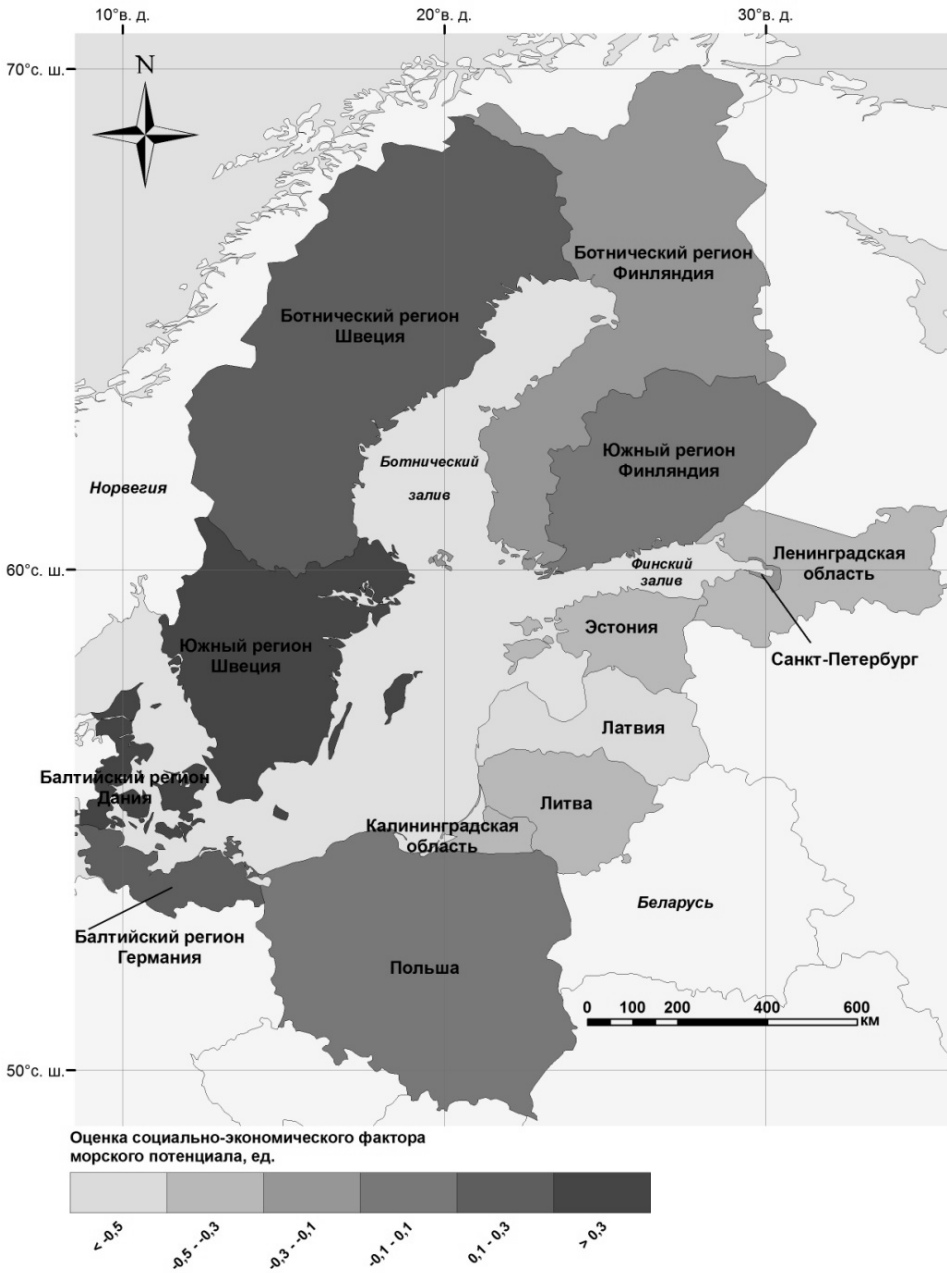 10°в. д.
20°в. д.
30°в. д.
70°с. ш.
N
Ботнический регион
Финляндия
Ботнический регион
Швеция
Южный регион
Финляндия
Ботнический
залив
Норвегия
Ленинградская
область
60°с. ш.
Финский
залив
Эстония
Южный регион
Швеция
Санкт-Петербург
Латвия
Балтийский регион
Дания
Литва
Калининградская
область
Беларусь
Балтийский регион
Германия
Польша
0 100 200 400 600
км
50°с. ш.
Оценка социально-экономического фактора
морского потенциала, ед.
< -0,5
-0,5 - -0,3
-0,3 - -0,1
-0,1 - 0,1
0,1 - 0,3
> 0,3